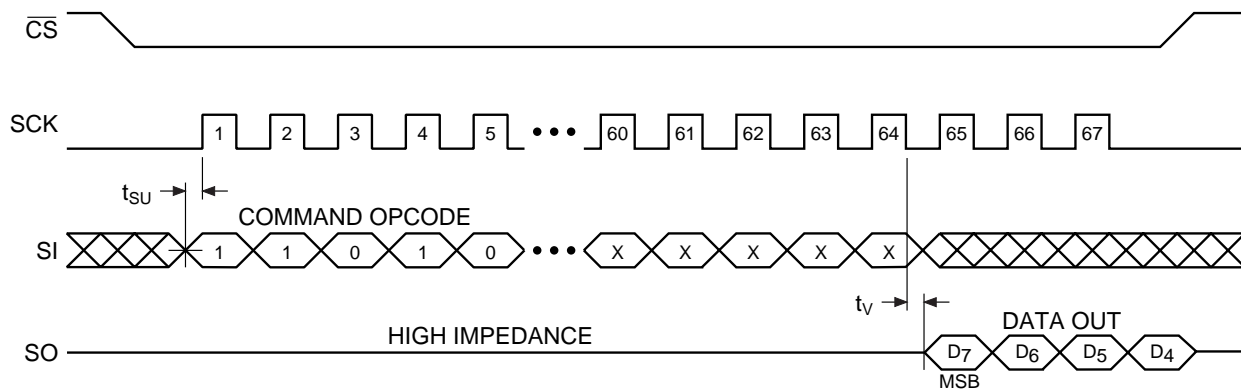 CS
SCK 1 2 3 4 5 ••• 60 61 62 63 64 65 66 67
tSU
COMMAND OPCODE
SI 1 1 0 1 0 ••• X X X X X
tV
HIGH IMPEDANCE DATA OUT
SO D7 D6 D5 D4
MSB